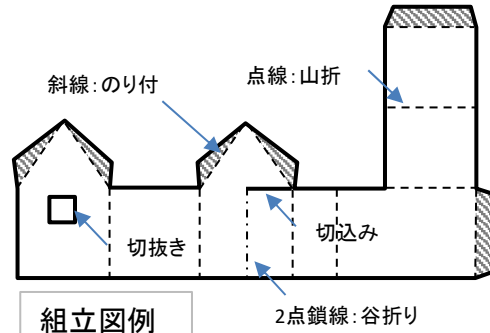 斜線：のり付
点線：山折
切抜き
切込み
組立図例
2点鎖線：谷折り